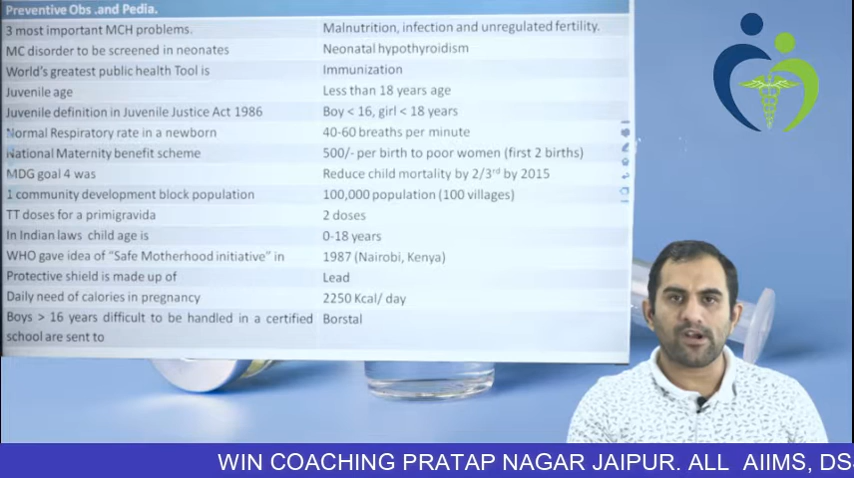 Preventive Obs .and Pedia.
3 most important MCH problems. Malnutrition, infection and unregulated fertility.
MC disorder to be screened in neonates Neonatal hypothyroidism
World's greatest public health Tool is Immunization
Juvenile age Less than 18 years age
Juvenile definition in Juvenile Justice Act 1986 Boy < 16, girl < 18 years
Normal Respiratory rate in a newborn 40-60 breaths per minute
National Maternity benefit scheme 500/- per birth to poor women (first 2 births)
MDG goal 4 was Reduce child mortality by 2/3rd by 2015
1 community development block population 100,000 population (100 villages)
TT doses for a primigravida 2 doses
In Indian laws child age is 0-18 years
WHO gave idea of "Safe Motherhood initiative" in 1987 (Nairobi, Kenya)
Protective shield is made up of Lead
Daily need of calories in pregnancy 2250 Kcal/ day
Boys > 16 years difficult to be handled in a certified Borstal
school are sent to
WIN COACHING PRATAP NAGAR JAIPUR. ALL AIIMS, DS